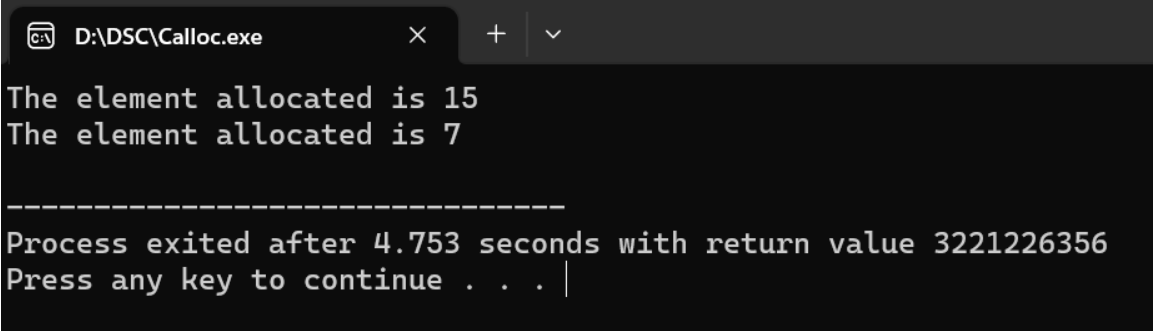 D:\DSC\Calloc.exe
The element allocated is 15
The element allocated is 7
--------------------------------
Process exited after 4.753 seconds with return value 3221226356
Press any key to continue . . .